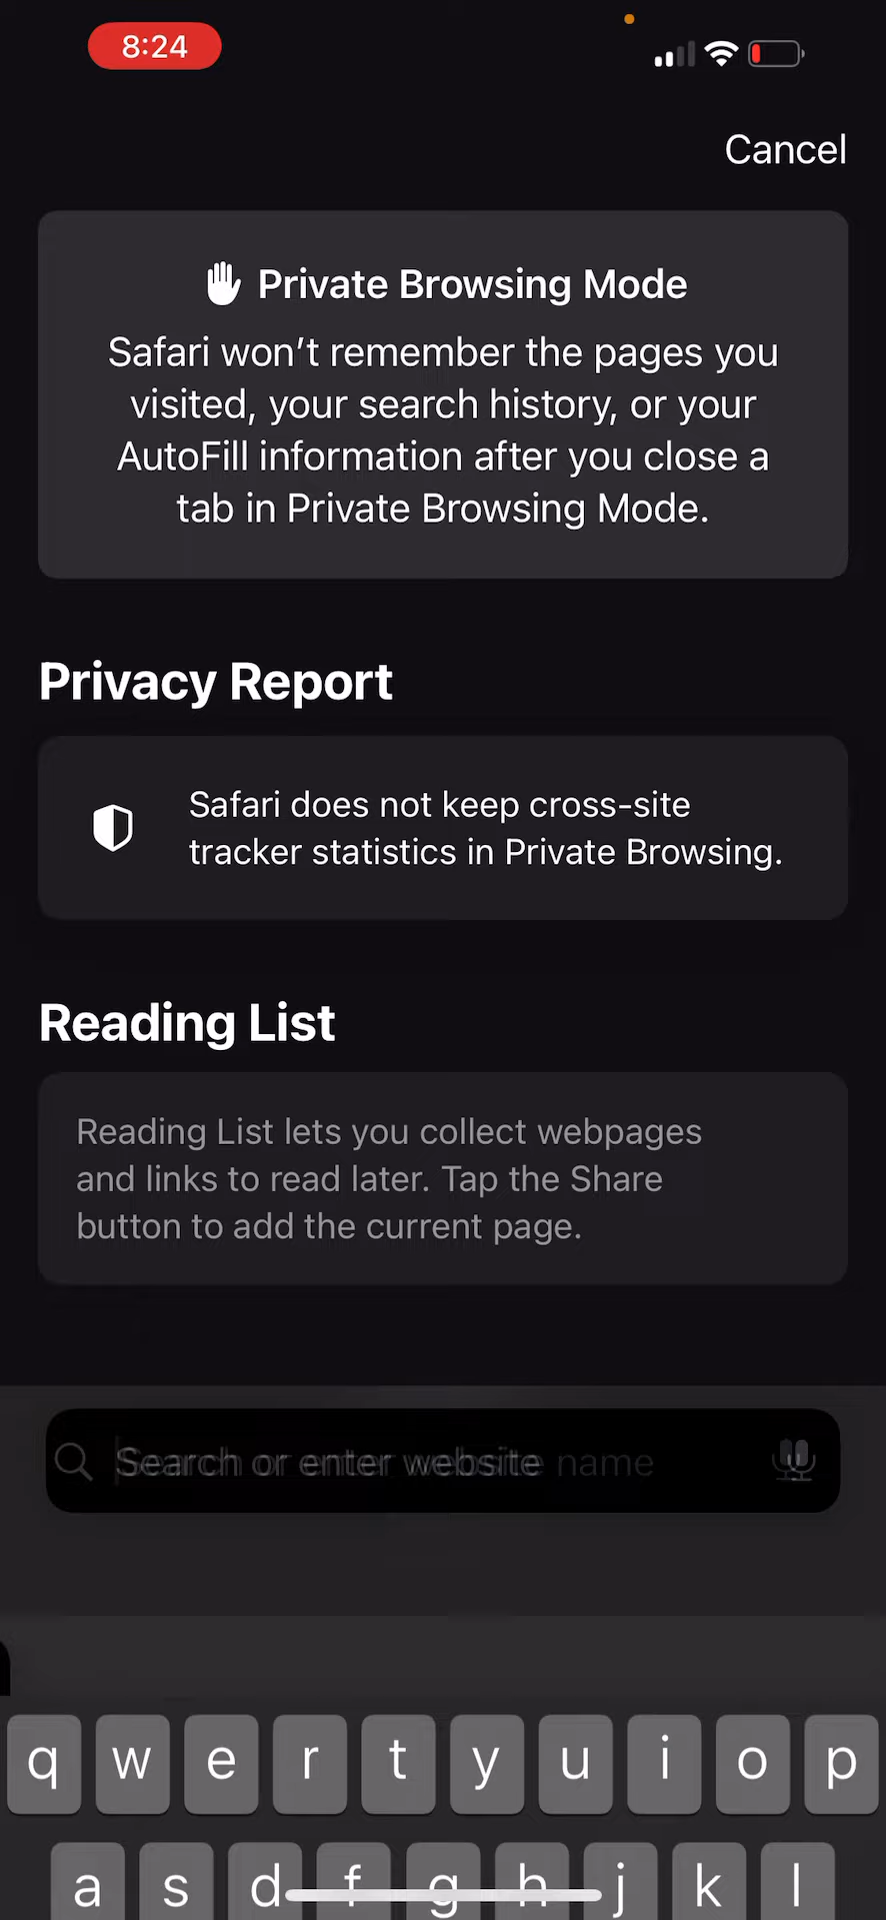 8:24
Cancel
Private Browsing Mode
Safari won't remember the pages you
visited, your search history, or your
AutoFill information after you close a
tab in Private Browsing Mode.
Privacy Report
Safari does not keep cross-site
tracker statistics in Private Browsing.
Reading List
Reading List lets you collect webpages
and links to read later. Tap the Share
button to add the current page.
Search or enter website name
q w e r t y u i o p
a s d f g h j k l